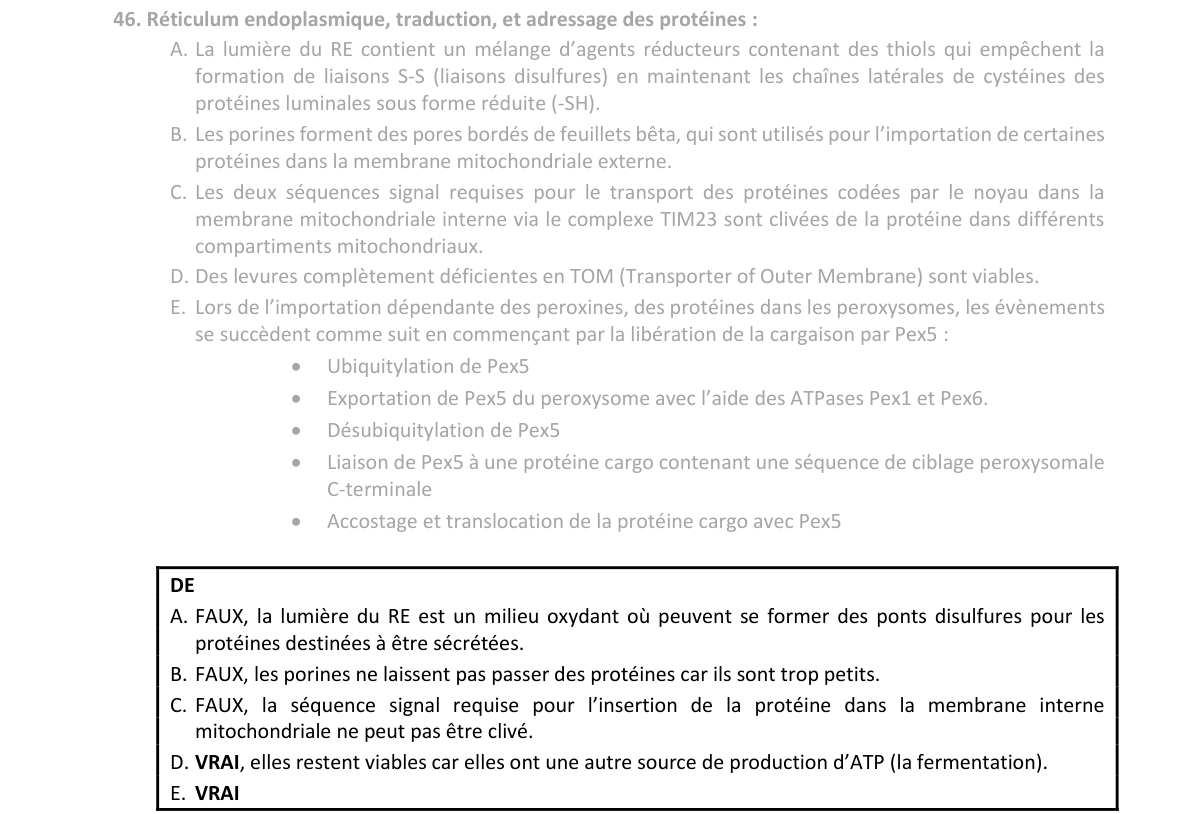 46. Réticulum endoplasmique, traduction, et adressage des protéines :
A. La lumière du RE contient un mélange d’agents réducteurs contenant des thiols qui empêchent la
formation de liaisons S-S (liaisons disulfures) en maintenant les chaînes latérales de cystéines des
protéines luminales sous forme réduite (-SH).
B. Les porines forment des pores bordés de feuillets bêta, qui sont utilisés pour l’importation de certaines
protéines dans la membrane mitochondriale externe.
C. Les deux séquences signal requises pour le transport des protéines codées par le noyau dans la
membrane mitochondriale interne via le complexe TIM23 sont clivées de la protéine dans différents
compartiments mitochondriaux.
D. Des levures complètement déficientes en TOM (Transporter of Outer Membrane) sont viables.
E. Lors de l’importation dépendante des peroxines, des protéines dans les peroxysomes, les évènements
se succèdent comme suit en commençant par la libération de la cargaison par Pex5 :
• Ubiquitylation de Pex5
• Exportation de Pex5 du peroxysome avec l’aide des ATPases Pex1 et Pex6.
• Désubiquitylation de Pex5
• Liaison de Pex5 à une protéine cargo contenant une séquence de ciblage peroxysomale
C-terminale
• Accostage et translocation de la protéine cargo avec Pex5
DE
A. FAUX, la lumière du RE est un milieu oxydant où peuvent se former des ponts disulfures pour les
protéines destinées à être sécrétées.
B. FAUX, les porines ne laissent pas passer des protéines car ils sont trop petits.
C. FAUX, la séquence signal requise pour l’insertion de la protéine dans la membrane interne
mitochondriale ne peut pas être clivé.
D. VRAI, elles restent viables car elles ont une autre source de production d’ATP (la fermentation).
E. VRAI